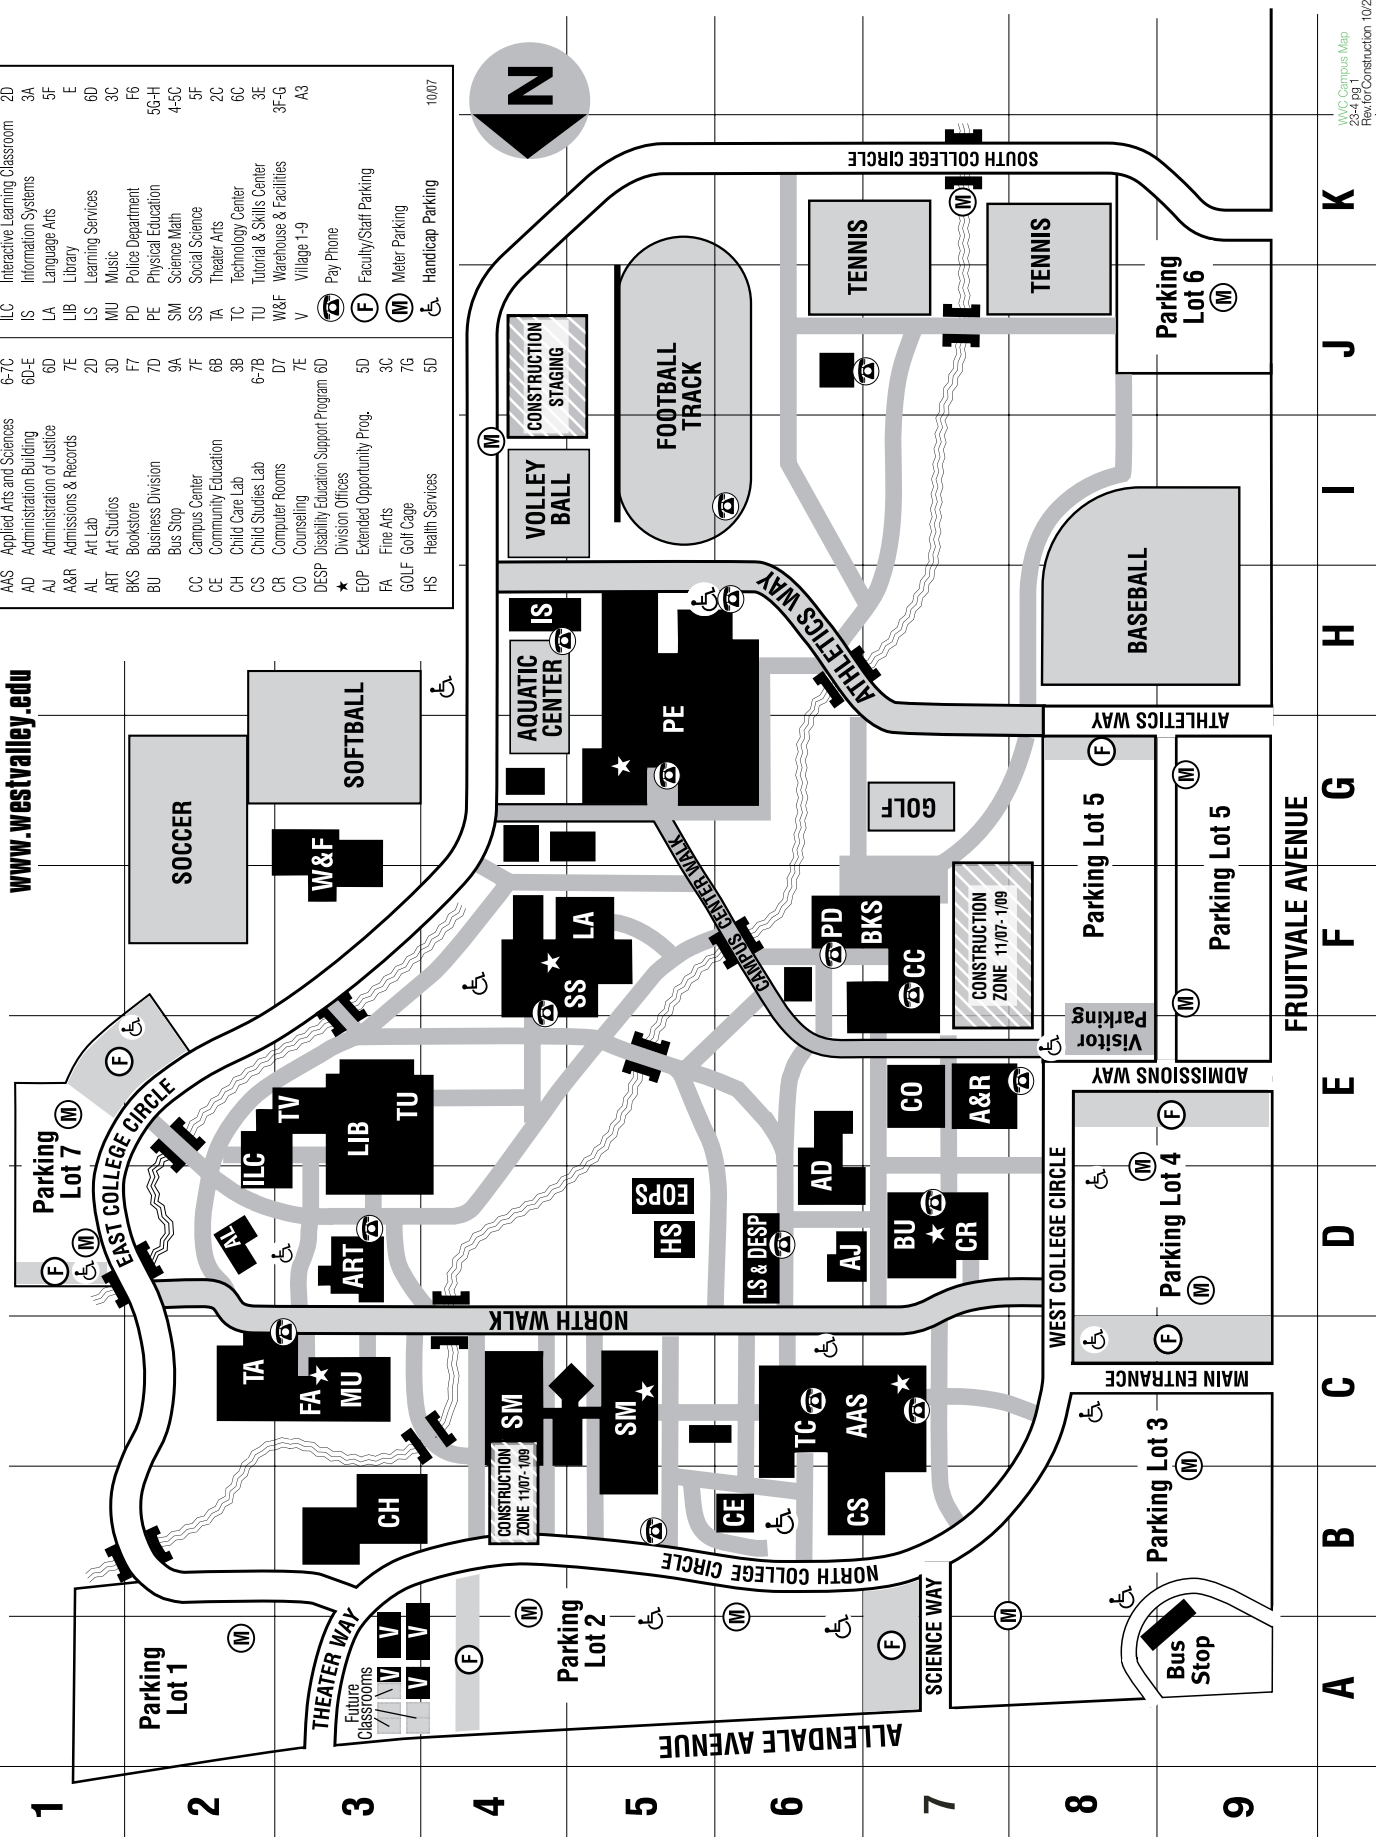 www.westvalley.edu
AAS Applied Arts and Sciences 6-7C
AD Administration Building 6D-E
AJ Administration of Justice 6D
A&R Admissions & Records 7E
AL Art Lab 2D
ART Art Studios 3D
BKS Bookstore F7
BU Business Division 7D
Bus Stop 9A
CC Campus Center 7F
CE Community Education 6B
CH Child Care Lab 3B
CS Child Studies Lab 6-7B
CR Computer Rooms D7
CO Counseling 7E
DESP Disability Education Support Program 6D
★ Division Offices
EOP Extended Opportunity Prog. 5D
FA Fine Arts 3C
GOLF Golf Cage 7G
HS Health Services 5D
ILC Interactive Learning Classroom 2D
IS Information Systems 3A
LA Language Arts 5F
LIB Library E
LS Learning Services 6D
MU Music 3C
PD Police Department F6
PE Physical Education 5G-H
SM Science Math 4-5C
SS Social Science 5F
TA Theater Arts 2C
TC Technology Center 6C
TU Tutorial & Skills Center 3E
W&F Warehouse & Facilities 3F-G
V Village 1-9 A3
Pay Phone
F Faculty/Staff Parking
M Meter Parking
Handicap Parking
10/07
N
WVC Campus Map
23-4 pg 1
Rev.forConstruction 10/2
1
2
3
4
5
6
7
8
9
A
B
C
D
E
F
G
H
I
J
K
SOCCER
SOFTBALL
W&F
Parking
Lot 7
F
M
M
F
EAST COLLEGE CIRCLE
ILC
TV
LIB
TU
AL
ART
TA
FA
MU
CH
Parking
Lot 1
M
THEATER WAY
Future
Classrooms
V
V
V
V
F
M
Parking
Lot 2
M
F
ALLENDALE AVENUE
SCIENCE WAY
NORTH COLLEGE CIRCLE
CONSTRUCTION
ZONE 11/07-1/09
SM
SM
NORTH WALK
CE
TC
AAS
CS
M
Bus
Stop
Parking Lot 3
M
MAIN ENTRANCE
WEST COLLEGE CIRCLE
F
M
Parking Lot 4
M
F
ADMISSIONS WAY
EOPS
HS
LS & DESP
AJ
AD
BU
CR
CO
A&R
Visitor
Parking
SS
LA
CAMPUS CENTER WALK
PD
BKS
CC
CONSTRUCTION
ZONE 11/07-1/09
Parking Lot 5
F
Parking Lot 5
M
M
FRUITVALE AVENUE
GOLF
ATHLETICS WAY
AQUATIC
CENTER
IS
PE
ATHLETICS WAY
ATHLETICS
BASEBALL
VOLLEY
BALL
M
CONSTRUCTION
STAGING
FOOTBALL
TRACK
TENNIS
TENNIS
M
Parking
Lot 6
M
SOUTH COLLEGE CIRCLE